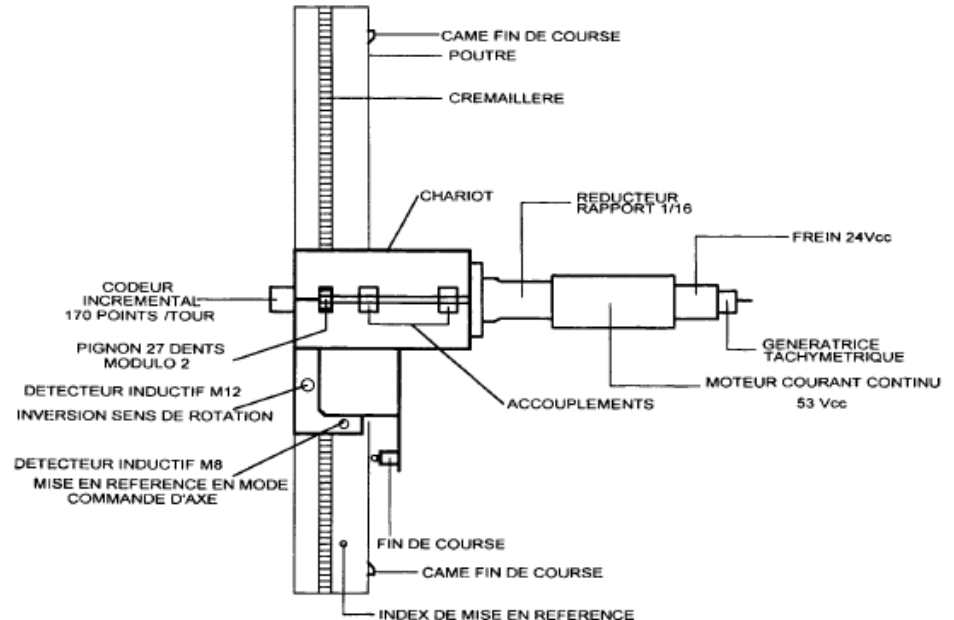 CAME FIN DE COURSE
POUTRE
CREMAILLERE
CHARIOT
REDUCTEUR
RAPPORT 1/16
FREIN 24Vcc
CODEUR
INCREMENTAL
170 POINTS /TOUR
PIGNON 27 DENTS
MODULO 2
GENERATRICE
TACHYMETRIQUE
DETECTEUR INDUCTIF M12
INVERSION SENS DE ROTATION
ACCOUPLEMENTS
MOTEUR COURANT CONTINU
53 Vcc
DETECTEUR INDUCTIF M8
MISE EN REFERENCE EN MODE
COMMANDE D'AXE
FIN DE COURSE
CAME FIN DE COURSE
INDEX DE MISE EN REFERENCE